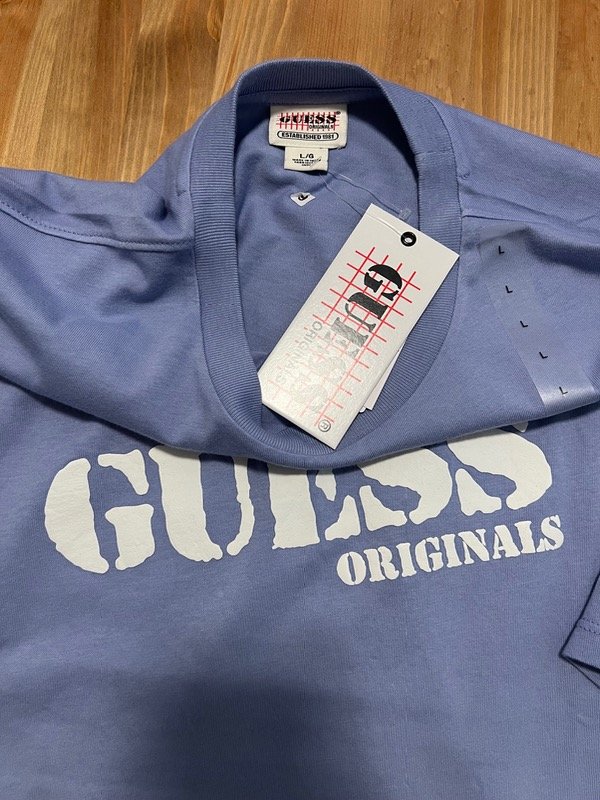 GUESS®
ORIGINALS
ESTABLISHED 1981
L/G
GUESS
ORIGINALS
®
L
L
L
L
L
GUESS
ORIGINALS